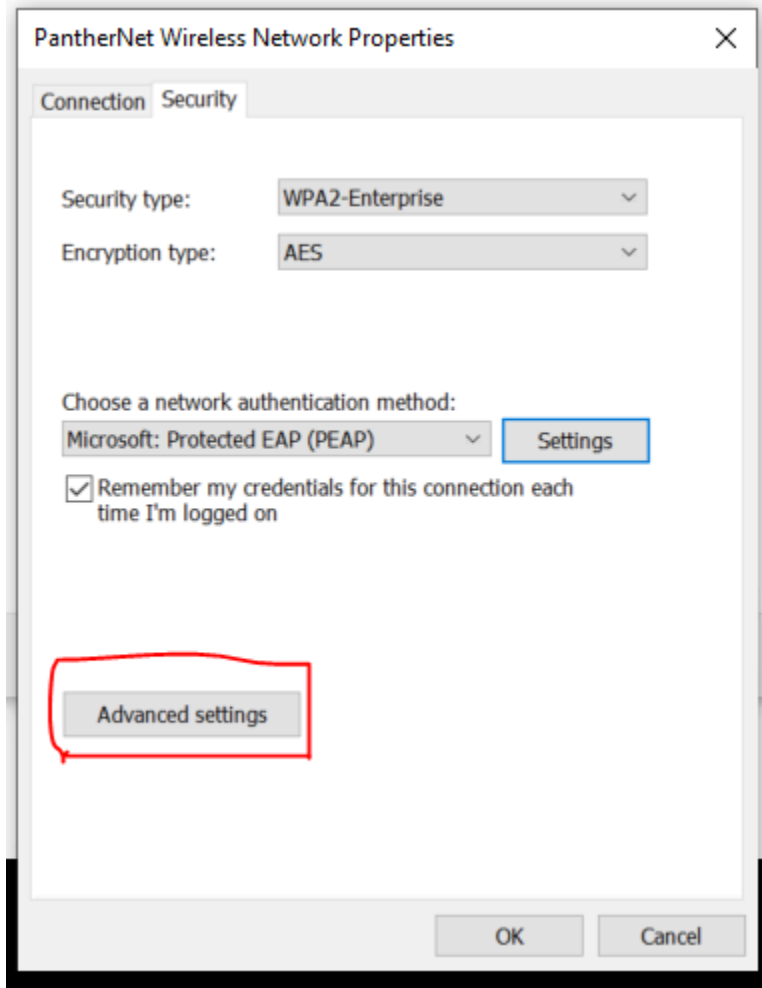 PantherNet Wireless Network Properties
Connection Security
Security type: WPA2-Enterprise
Encryption type: AES
Choose a network authentication method:
Microsoft: Protected EAP (PEAP) Settings
Remember my credentials for this connection each
time I'm logged on
Advanced settings
OK Cancel